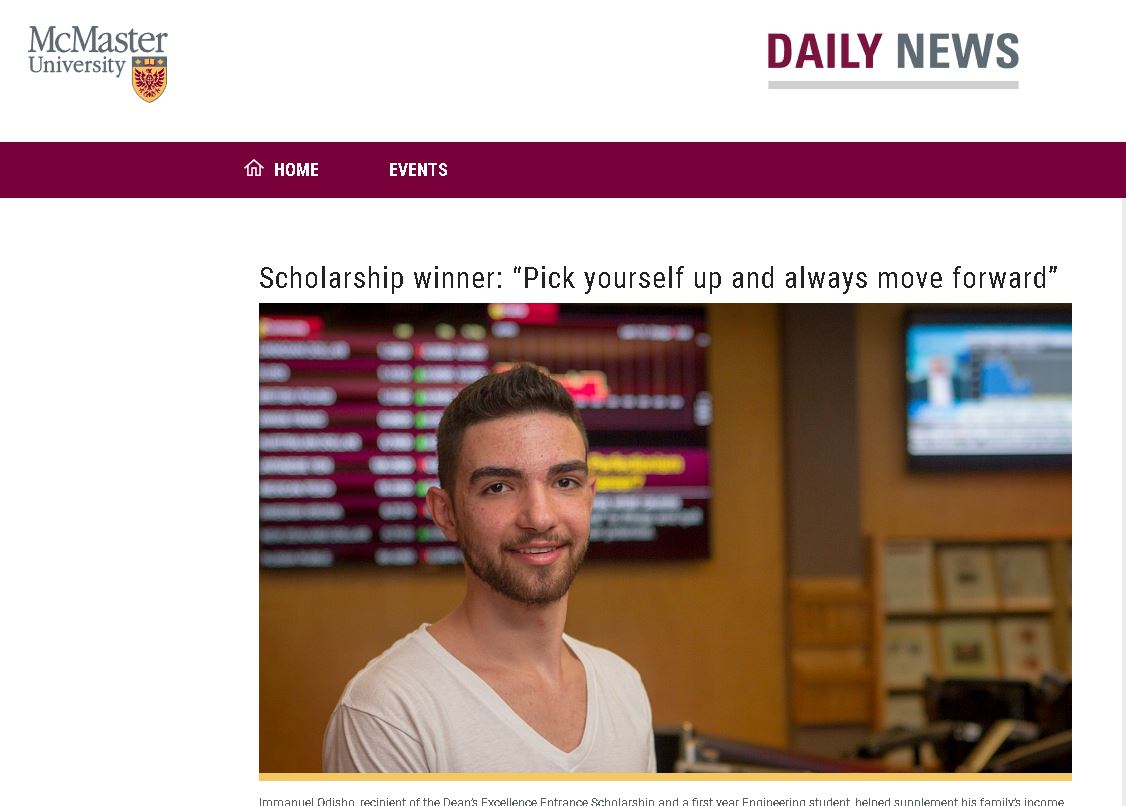 McMaster
University
DAILY NEWS
HOME
EVENTS
Scholarship winner: “Pick yourself up and always move forward”
Immanuel Odisho, recipient of the Dean’s Excellence Entrance Scholarship and a first year Engineering student, helped supplement his family’s income